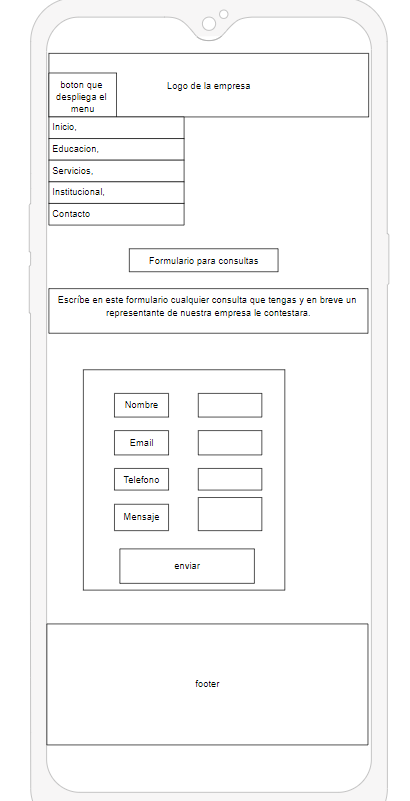 Logo de la empresa
boton que
despliega el
menu
Inicio,
Educacion,
Servicios,
Institucional,
Contacto
Formulario para consultas
Escríbe en este formulario cualquier consulta que tengas y en breve un
representante de nuestra empresa le contestara.
Nombre
Email
Telefono
Mensaje
enviar
footer